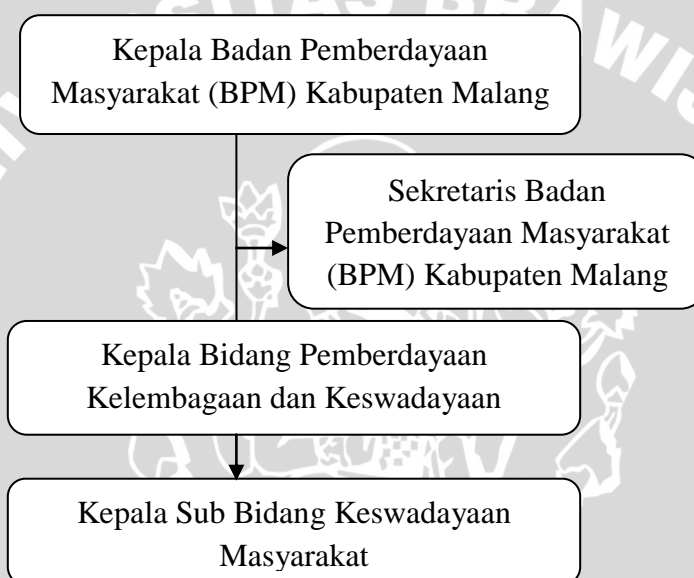 Kepala Badan Pemberdayaan
Masyarakat (BPM) Kabupaten Malang
Sekretaris Badan
Pemberdayaan Masyarakat
(BPM) Kabupaten Malang
Kepala Bidang Pemberdayaan
Kelembagaan dan Keswadayaan
Kepala Sub Bidang Keswadayaan
Masyarakat